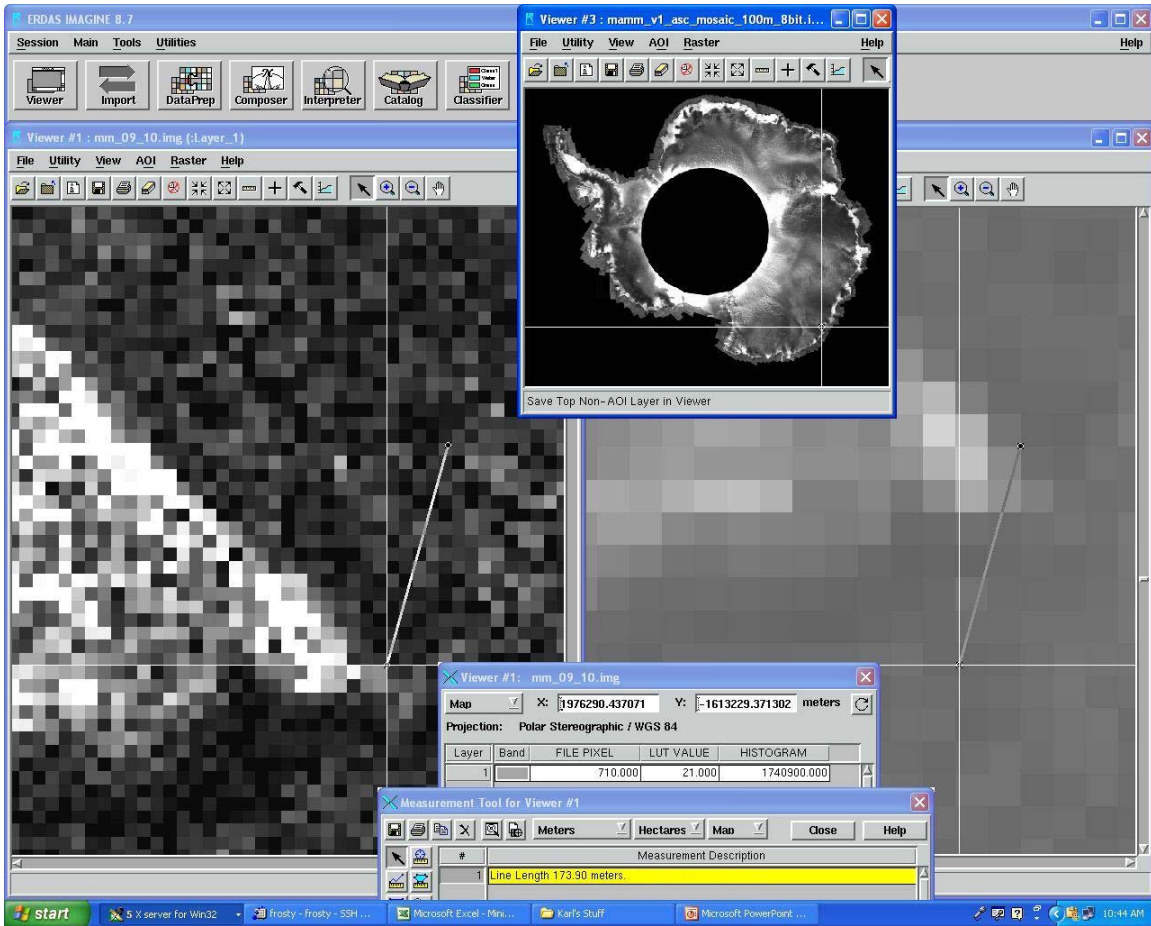 ERDAS IMAGINE 8.7
Session Main Tools Utilities
Help
Viewer
Import
DataPrep
Composer
Interpreter
Catalog
Classifier
Viewer #3 : mamm_v1_asc_mosaic_100m_8bit.i...
File Utility View AOI Raster Help
Save Top Non-AOI Layer in Viewer
Viewer #1 : mm_09_10.img (:Layer_1)
File Utility View AOI Raster Help
Viewer #1: mm_09_10.img
Map X: 1976290.437071 Y: -1613229.371302 meters
Projection: Polar Stereographic / WGS 84
Layer Band FILE PIXEL LUT VALUE HISTOGRAM
1 710.000 21.000 1740900.000
Measurement Tool for Viewer #1
Meters Hectares Map Close Help
# Measurement Description
1 Line Length 173.90 meters.
start 5 X server for Win32 frosty - frosty - SSH ... Microsoft Excel - Mini... Karl's Stuff Microsoft PowerPoint ... 10:44 AM